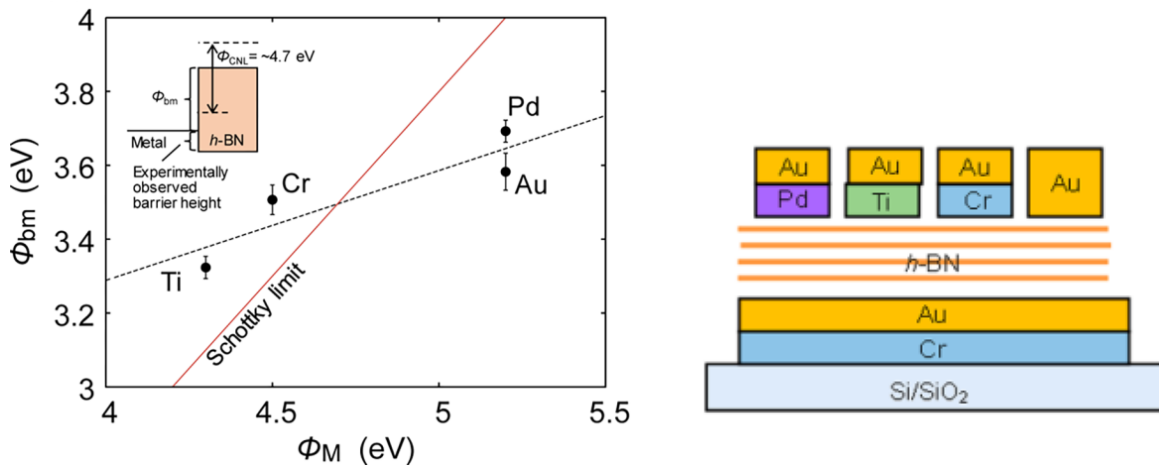 4
3.8
3.6
3.4
3.2
3
Φbm (eV)
4
4.5
5
5.5
ΦM (eV)
ΦCNL= ~4.7 eV
Φbm
Metal
h-BN
Experimentally
observed
barrier height
Pd
Au
Cr
Ti
Schottky limit
Au
Au
Au
Au
Pd
Ti
Cr
h-BN
Au
Cr
Si/SiO₂